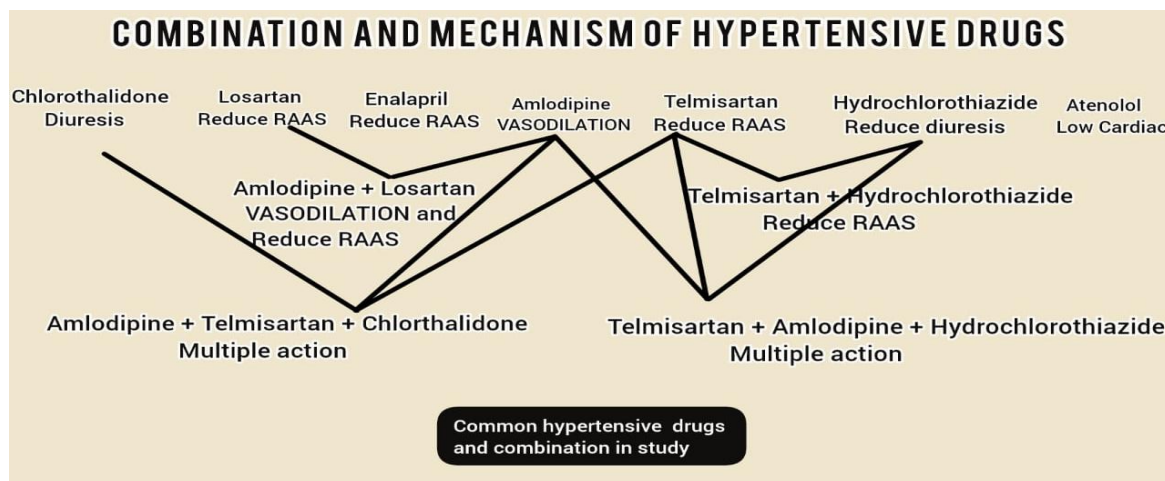 COMBINATION AND MECHANISM OF HYPERTENSIVE DRUGS
Chlorothalidone
Diuresis
Losartan
Reduce RAAS
Enalapril
Reduce RAAS
Amlodipine
VASODILATION
Telmisartan
Reduce RAAS
Hydrochlorothiazide
Reduce diuresis
Atenolol
Low Cardiac
Amlodipine + Losartan
VASODILATION and
Reduce RAAS
Telmisartan + Hydrochlorothiazide
Reduce RAAS
Amlodipine + Telmisartan + Chlorthalidone
Multiple action
Telmisartan + Amlodipine + Hydrochlorothiazide
Multiple action
Common hypertensive drugs
and combination in study